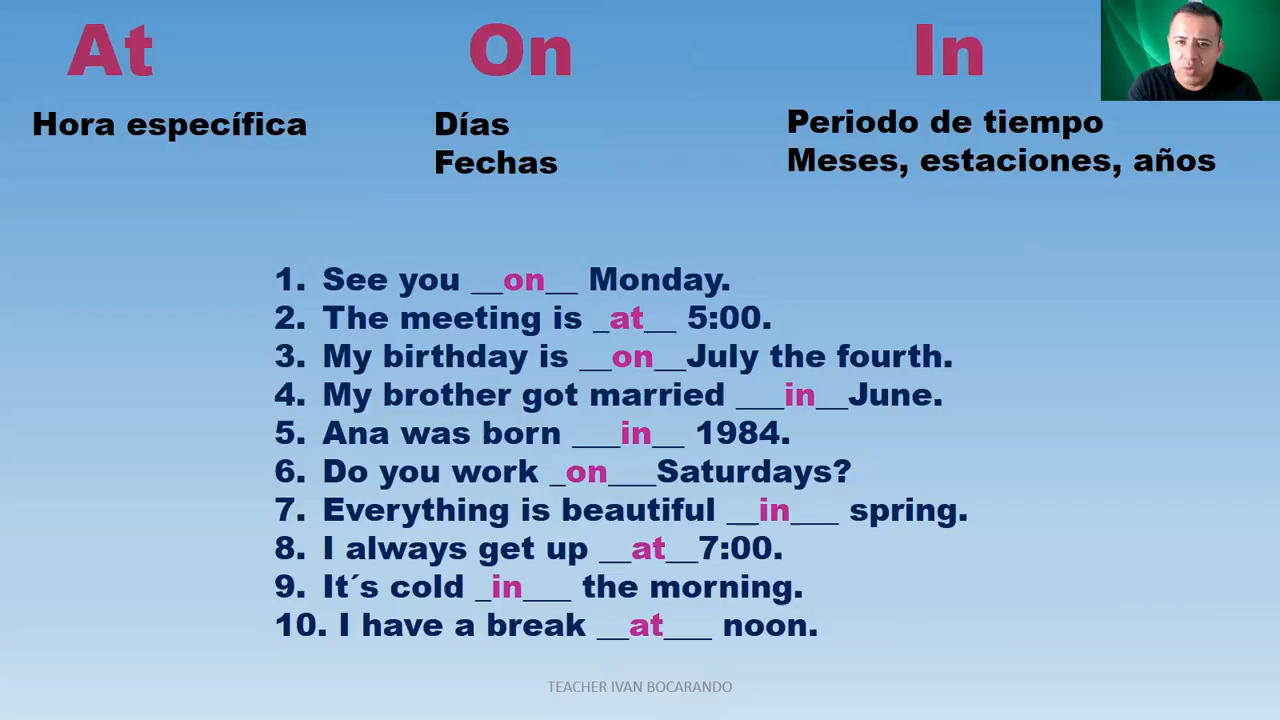 At On In
Hora específica
Días
Fechas
Periodo de tiempo
Meses, estaciones, años
1. See you __on__ Monday.
2. The meeting is _at__ 5:00.
3. My birthday is __on__July the fourth.
4. My brother got married ___in__June.
5. Ana was born ___in__ 1984.
6. Do you work _on___Saturdays?
7. Everything is beautiful __in___ spring.
8. I always get up __at__7:00.
9. It´s cold _in___ the morning.
10. I have a break __at___ noon.
TEACHER IVAN BOCARANDO